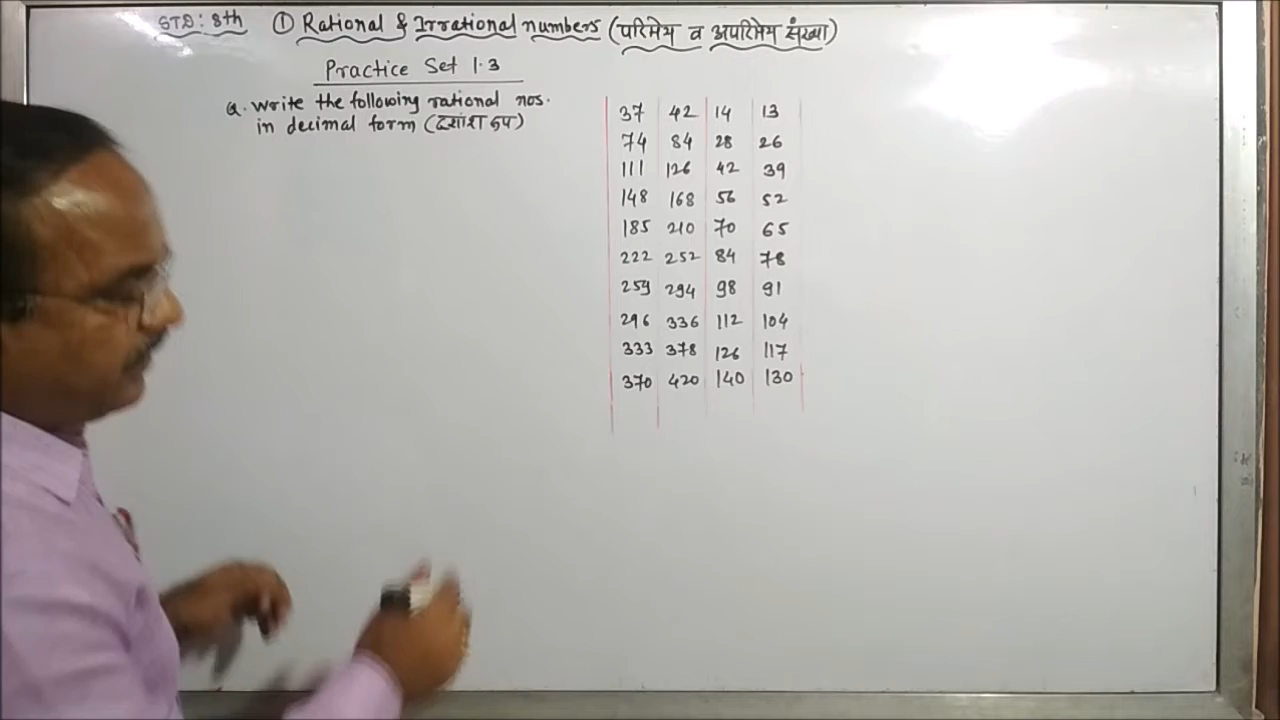 STD: 8th ① Rational & Irrational numbers (परिमेय व अपरिमेय संख्या)
Practice Set 1.3
Q. Write the following rational nos.
in decimal form (दशांश रुप)
37 42 14 13
74 84 28 26
111 126 42 39
148 168 56 52
185 210 70 65
222 252 84 78
259 294 98 91
296 336 112 104
333 378 126 117
370 420 140 130